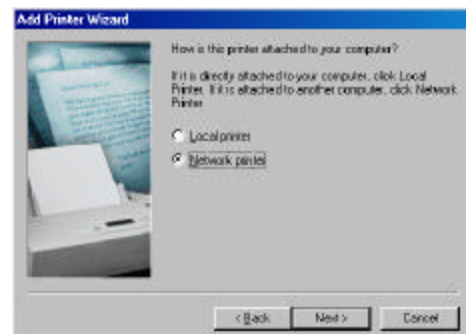 Add Printer Wizard
How is this printer attached to your computer?
If it is directly attached to your computer, click Local
Printer. If it is attached to another computer, click Network
Printer.
Local printer
Network printer
< Back
Next >
Cancel